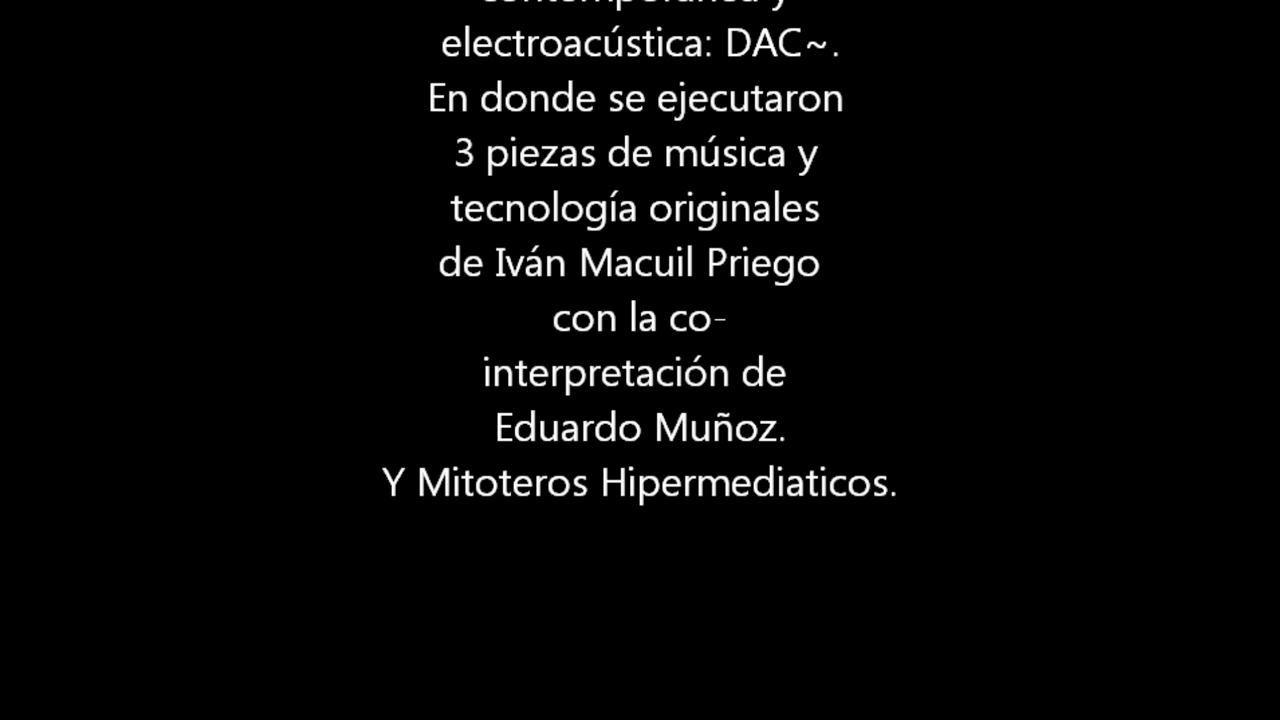 contemporánea y
electroacústica: DAC~.
En donde se ejecutaron
3 piezas de música y
tecnología originales
de Iván Macuil Priego
con la co-
interpretación de
Eduardo Muñoz.
Y Mitoteros Hipermediaticos.